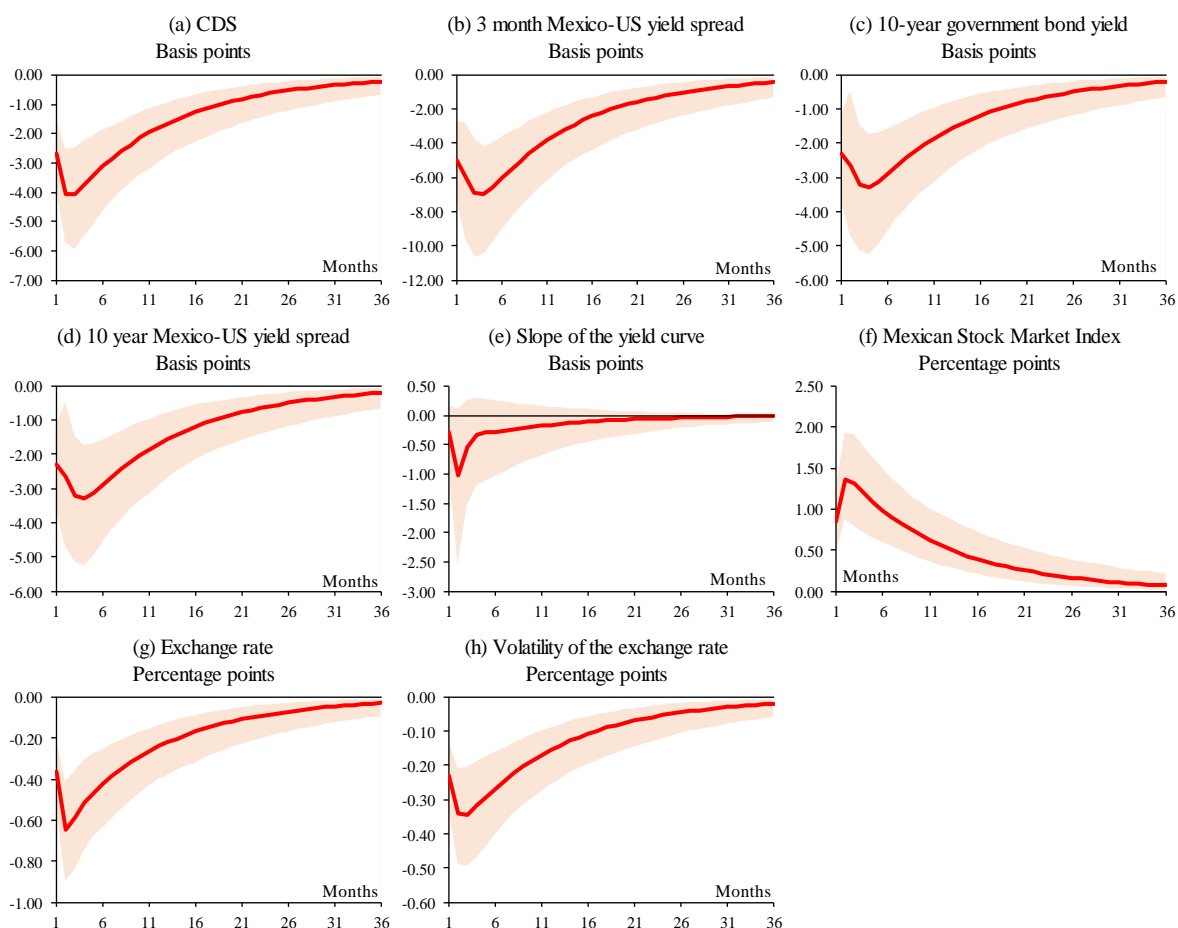 (a) CDS
Basis points
0.00
-1.00
-2.00
-3.00
-4.00
-5.00
-6.00
-7.00
Months
1 6 11 16 21 26 31 36
(b) 3 month Mexico-US yield spread
Basis points
0.00
-2.00
-4.00
-6.00
-8.00
-10.00
-12.00
Months
1 6 11 16 21 26 31 36
(c) 10-year government bond yield
Basis points
0.00
-1.00
-2.00
-3.00
-4.00
-5.00
-6.00
Months
1 6 11 16 21 26 31 36
(d) 10 year Mexico-US yield spread
Basis points
0.00
-1.00
-2.00
-3.00
-4.00
-5.00
-6.00
Months
1 6 11 16 21 26 31 36
(e) Slope of the yield curve
Basis points
0.50
0.00
-0.50
-1.00
-1.50
-2.00
-2.50
-3.00
Months
1 6 11 16 21 26 31 36
(f) Mexican Stock Market Index
Percentage points
2.50
2.00
1.50
1.00
0.50
0.00
Months
1 6 11 16 21 26 31 36
(g) Exchange rate
Percentage points
0.00
-0.20
-0.40
-0.60
-0.80
-1.00
Months
1 6 11 16 21 26 31 36
(h) Volatility of the exchange rate
Percentage points
0.00
-0.10
-0.20
-0.30
-0.40
-0.50
-0.60
Months
1 6 11 16 21 26 31 36